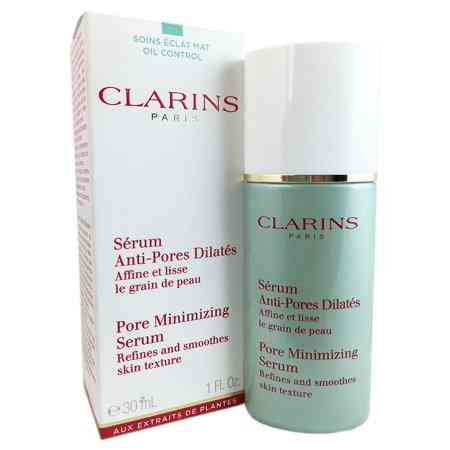 SOINS ÉCLAT MAT
OIL CONTROL
CLARINS
PARIS
Sérum
Anti-Pores Dilatés
Affine et lisse
le grain de peau
Pore Minimizing
Serum
Refines and smoothes
skin texture
e 30 mL
1 fl. Oz.
AUX EXTRAITS DE PLANTES
CLARINS
PARIS
Sérum
Anti-Pores Dilatés
Affine et lisse
le grain de peau
Pore Minimizing
Serum
Refines and smoothes
skin texture